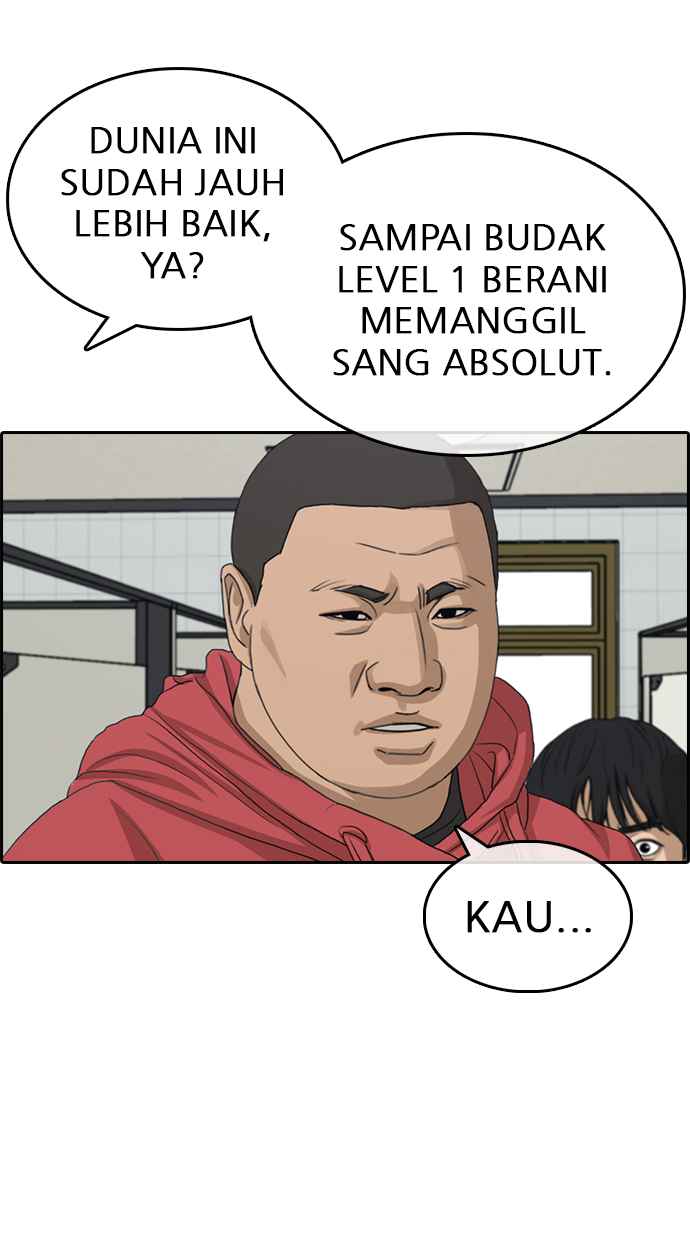 DUNIA INI
SUDAH JAUH
LEBIH BAIK,
YA?
SAMPAI BUDAK
LEVEL 1 BERANI
MEMANGGIL
SANG ABSOLUT.
KAU...